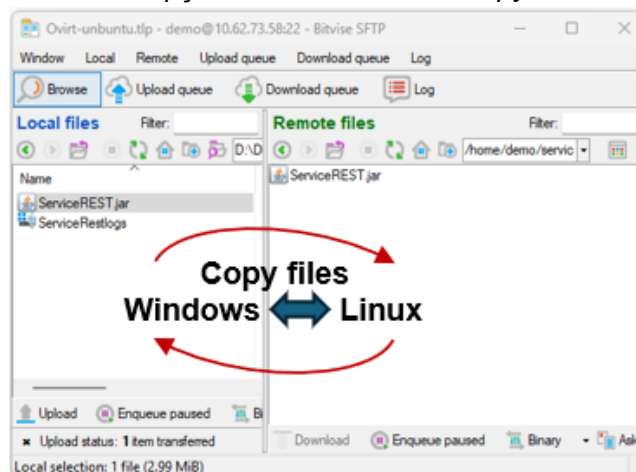 Ovirt-unbuntu.tlp - demo@10.62.73.58:22 - Bitvise SFTP
Window Local Remote Upload queue Download queue Log
Browse Upload queue Download queue Log
Local files Filter: Remote files Filter:
D:\D /home/demo/servic
Name
ServiceREST.jar
ServiceREST.jar
ServiceRestlogs
Copy files
Windows Linux
Upload Enqueue paused Bi
Upload status: 1 item transferred
Download Enqueue paused Binary Ask
Local selection: 1 file (2.99 MiB)